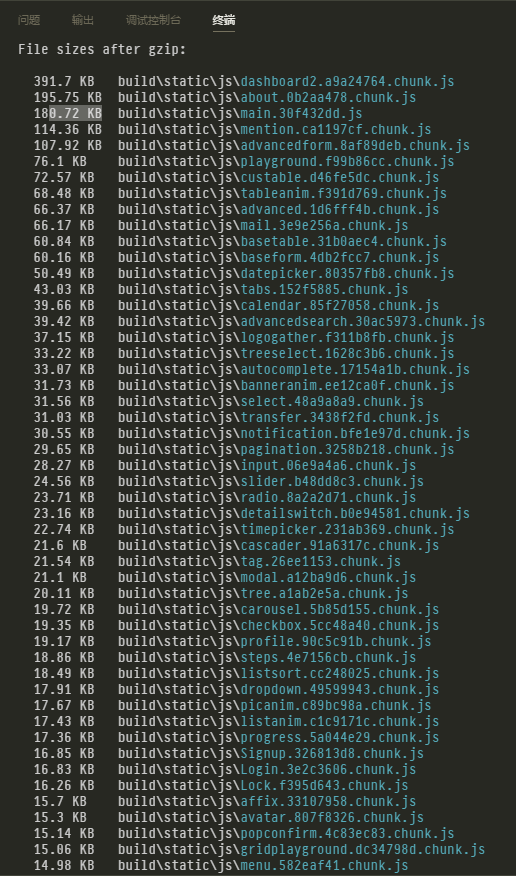 问题 输出 调试控制台 终端
File sizes after gzip:
391.7 KB build\static\js\dashboard2.a9a24764.chunk.js
195.75 KB build\static\js\about.0b2aa478.chunk.js
180.72 KB build\static\js\main.30f432dd.js
114.36 KB build\static\js\mention.ca1197cf.chunk.js
107.92 KB build\static\js\advancedform.8af89deb.chunk.js
76.1 KB build\static\js\playground.f99b86cc.chunk.js
72.57 KB build\static\js\custable.d46fe5dc.chunk.js
68.48 KB build\static\js\tableanim.f391d769.chunk.js
66.37 KB build\static\js\advanced.1d6fff4b.chunk.js
66.17 KB build\static\js\mail.3e9e256a.chunk.js
60.84 KB build\static\js\basetable.31b0aec4.chunk.js
60.16 KB build\static\js\baseform.4db2fcc7.chunk.js
50.49 KB build\static\js\datepicker.80357fb8.chunk.js
43.03 KB build\static\js\tabs.152f5885.chunk.js
39.66 KB build\static\js\calendar.85f27058.chunk.js
39.42 KB build\static\js\advancedsearch.30ac5973.chunk.js
37.15 KB build\static\js\logogather.f311b8fb.chunk.js
33.22 KB build\static\js\treeselect.1628c3b6.chunk.js
33.07 KB build\static\js\autocomplete.17154a1b.chunk.js
31.73 KB build\static\js\banneranim.ee12ca0f.chunk.js
31.56 KB build\static\js\select.48a9a8a9.chunk.js
31.03 KB build\static\js\transfer.3438f2fd.chunk.js
30.55 KB build\static\js\notification.bfe1e97d.chunk.js
29.65 KB build\static\js\pagination.3258b218.chunk.js
28.27 KB build\static\js\input.06e9a4a6.chunk.js
24.56 KB build\static\js\slider.b48dd8c3.chunk.js
23.71 KB build\static\js\radio.8a2a2d71.chunk.js
23.16 KB build\static\js\detailswitch.b0e94581.chunk.js
22.74 KB build\static\js\timepicker.231ab369.chunk.js
21.6 KB build\static\js\cascader.91a6317c.chunk.js
21.54 KB build\static\js\tag.26ee1153.chunk.js
21.1 KB build\static\js\modal.a12ba9d6.chunk.js
20.11 KB build\static\js\tree.a1ab2e5a.chunk.js
19.72 KB build\static\js\carousel.5b85d155.chunk.js
19.35 KB build\static\js\checkbox.5cc48a40.chunk.js
19.17 KB build\static\js\profile.90c5c91b.chunk.js
18.86 KB build\static\js\steps.4e7156cb.chunk.js
18.49 KB build\static\js\listsort.cc248025.chunk.js
17.91 KB build\static\js\dropdown.49599943.chunk.js
17.67 KB build\static\js\picanim.c89bc98a.chunk.js
17.43 KB build\static\js\listanim.c1c9171c.chunk.js
17.36 KB build\static\js\progress.5a044e29.chunk.js
16.85 KB build\static\js\Signup.326813d8.chunk.js
16.83 KB build\static\js\Login.3e2c3606.chunk.js
16.26 KB build\static\js\Lock.f395d643.chunk.js
15.7 KB build\static\js\affix.33107958.chunk.js
15.3 KB build\static\js\avatar.807f8326.chunk.js
15.14 KB build\static\js\popconfirm.4c83ec83.chunk.js
15.06 KB build\static\js\gridplayground.dc34798d.chunk.js
14.98 KB build\static\js\menu.582eaf41.chunk.js